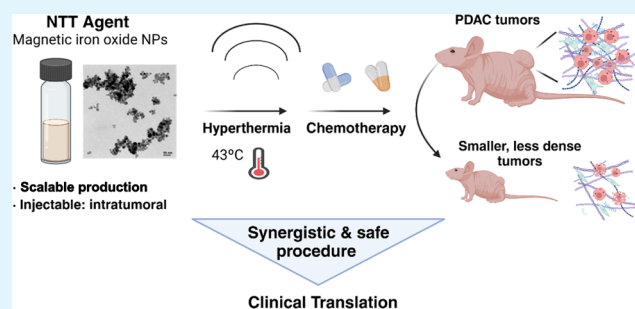 NTT Agent
Magnetic iron oxide NPs
· Scalable production
· Injectable: intratumoral
Hyperthermia
43ºC
Chemotherapy
PDAC tumors
Smaller, less dense
tumors
Synergistic & safe
procedure
Clinical Translation